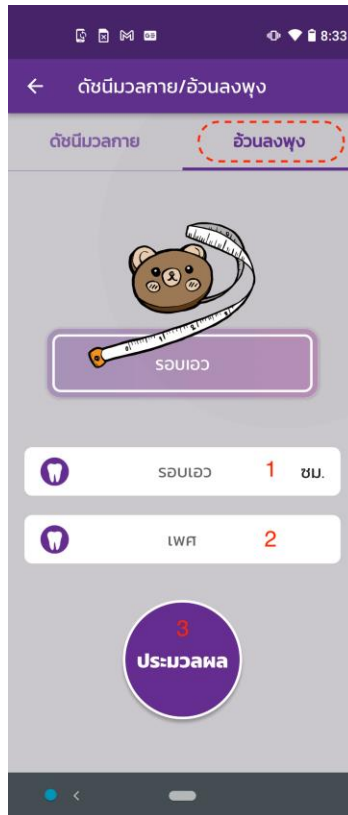 8:33
ดัชนีมวลกาย/อ้วนลงพุง
ดัชนีมวลกาย อ้วนลงพุง
รอบเอว
รอบเอว 1 ซม.
เพศ 2
3
ประมวลผล